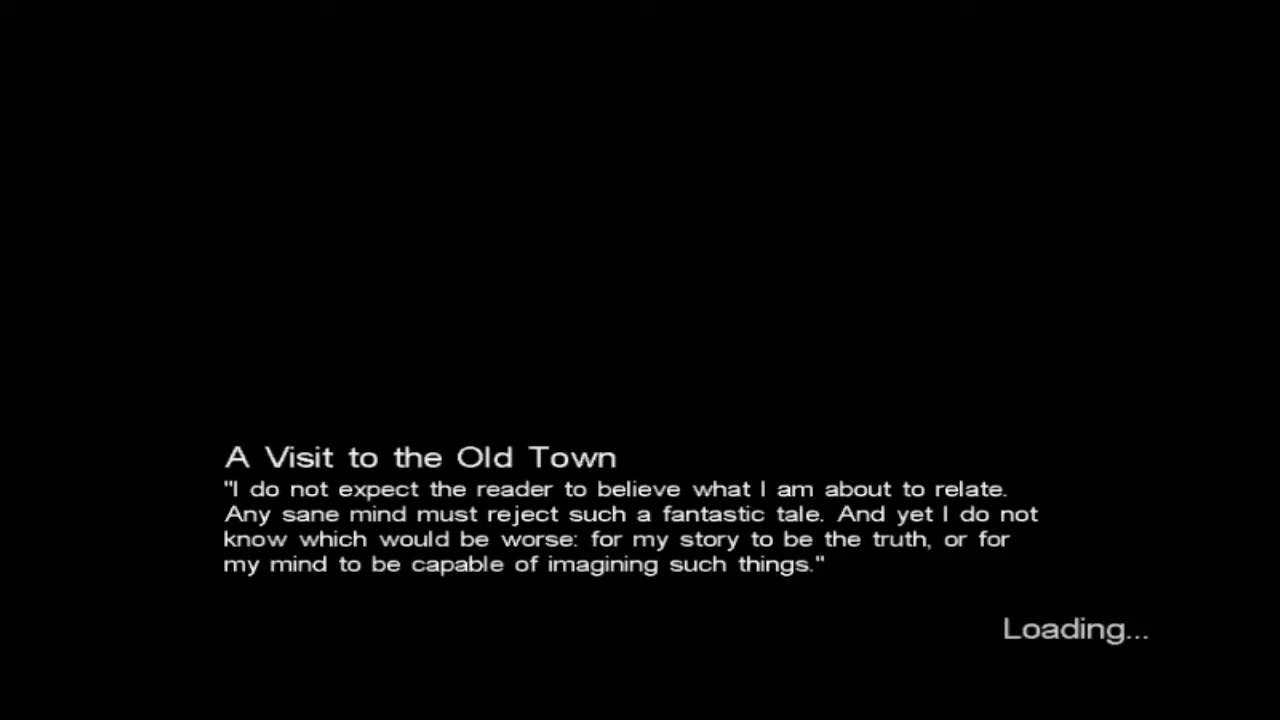 A Visit to the Old Town
"I do not expect the reader to believe what I am about to relate.
Any sane mind must reject such a fantastic tale. And yet I do not
know which would be worse: for my story to be the truth, or for
my mind to be capable of imagining such things."
Loading...